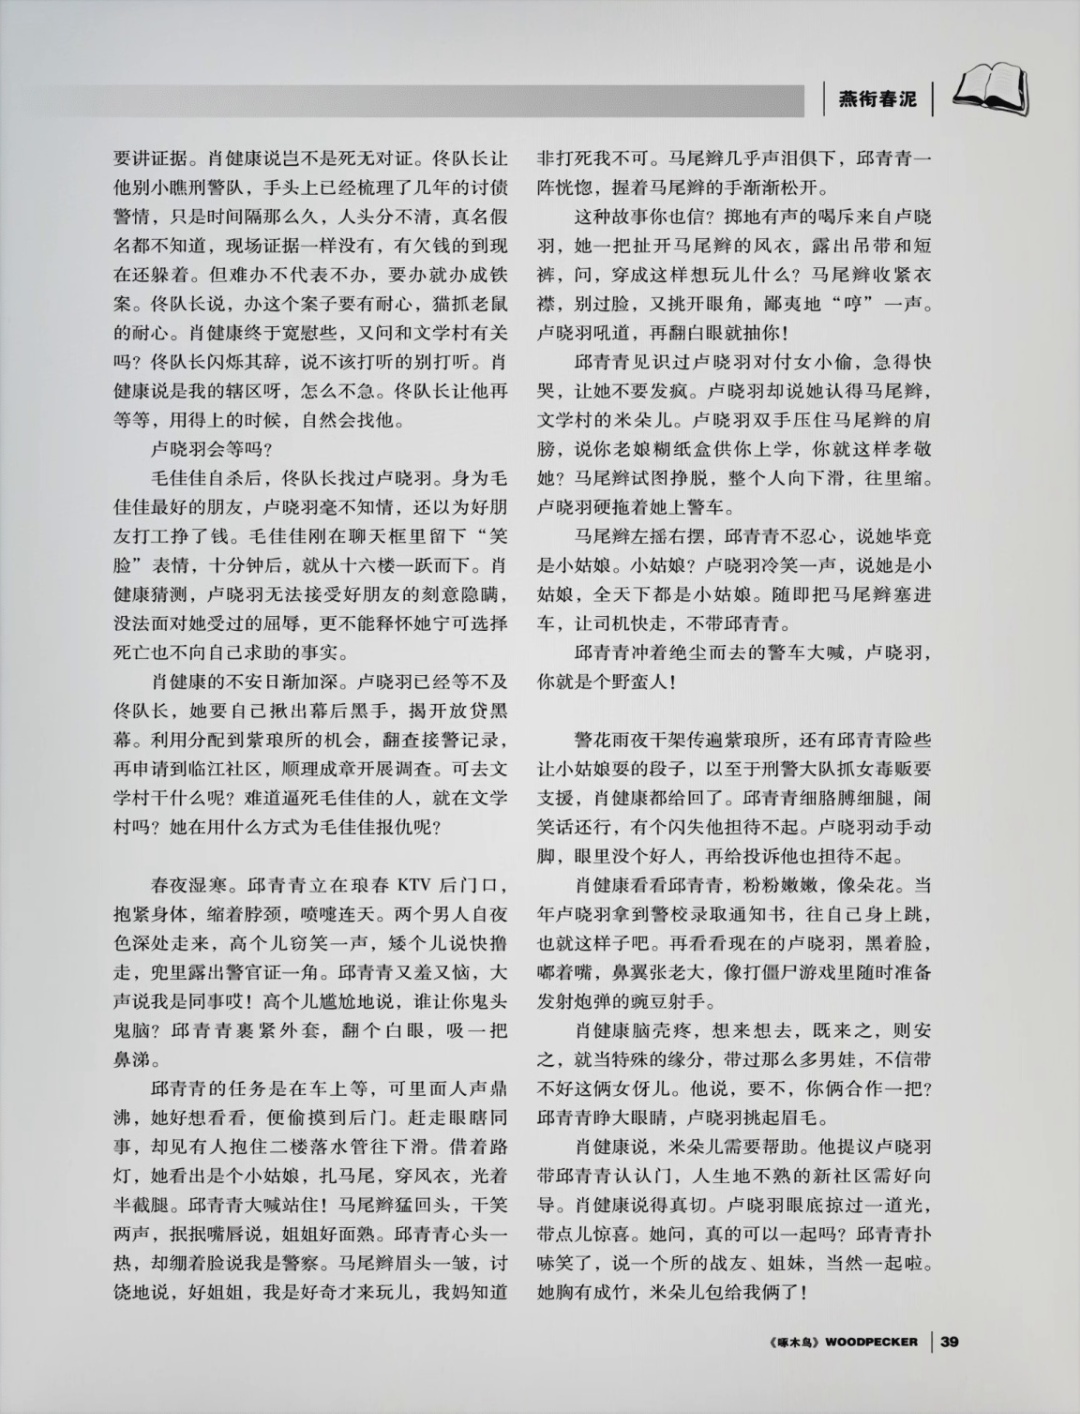 燕衔春泥
要讲证据。肖健康说岂不是死无对证。佟队长让
他别小瞧刑警队，手头上已经梳理了几年的讨债
警情，只是时间隔那么久，人头分不清，真名假
名都不知道，现场证据一样没有，有欠钱的到现
在还躲着。但难办不代表不办，要办就办成铁
案。佟队长说，办这个案子要有耐心，猫抓老鼠
的耐心。肖健康终于宽慰些，又问和文学村有关
吗？佟队长闪烁其辞，说不该打听的别打听。肖
健康说是我的辖区呀，怎么不急。佟队长让他再
等等，用得上的时候，自然会找他。
卢晓羽会等吗？
毛佳佳自杀后，佟队长找过卢晓羽。身为毛
佳佳最好的朋友，卢晓羽毫不知情，还以为好朋
友打工挣了钱。毛佳佳刚在聊天框里留下“笑
脸”表情，十分钟后，就从十六楼一跃而下。肖
健康猜测，卢晓羽无法接受好朋友的刻意隐瞒，
没法面对她受过的屈辱，更不能释怀她宁可选择
死亡也不向自己求助的事实。
肖健康的不安日渐加深。卢晓羽已经等不及
佟队长，她要自己揪出幕后黑手，揭开放贷黑
幕。利用分配到紫琅所的机会，翻查接警记录，
再申请到临江社区，顺理成章开展调查。可去文
学村干什么呢？难道逼死毛佳佳的人，就在文学
村吗？她在用什么方式为毛佳佳报仇呢？
春夜湿寒。邱青青立在琅春 KTV 后门口，
抱紧身体，缩着脖颈，喷嚏连天。两个男人自夜
色深处走来，高个儿窃笑一声，矮个儿说快撸
走，兜里露出警官证一角。邱青青又羞又恼，大
声说我是同事哎！高个儿尴尬地说，谁让你鬼头
鬼脑？邱青青裹紧外套，翻个白眼，吸一把
鼻涕。
邱青青的任务是在车上等，可里面人声鼎
沸，她好想看看，便偷摸到后门。赶走眼瞎同
事，却见有人抱住二楼落水管往下滑。借着路
灯，她看出是个小姑娘，扎马尾，穿风衣，光着
半截腿。邱青青大喊站住！马尾辫猛回头，干笑
两声，抿抿嘴唇说，姐姐好面熟。邱青青心头一
热，却绷着脸说我是警察。马尾辫眉头一皱，讨
饶地说，好姐姐，我是好奇才来玩儿，我妈知道
非打死我不可。马尾辫几乎声泪俱下，邱青青一
阵恍惚，握着马尾辫的手渐渐松开。
这种故事你也信？掷地有声的喝斥来自卢晓
羽，她一把扯开马尾辫的风衣，露出吊带和短
裤，问，穿成这样想玩儿什么？马尾辫收紧衣
襟，别过脸，又挑开眼角，鄙夷地“哼”一声。
卢晓羽吼道，再翻白眼就抽你！
邱青青见识过卢晓羽对付女小偷，急得快
哭，让她不要发疯。卢晓羽却说她认得马尾辫，
文学村的米朵儿。卢晓羽双手压住马尾辫的肩
膀，说你老娘糊纸盒供你上学，你就这样孝敬
她？马尾辫试图挣脱，整个人向下滑，往里缩。
卢晓羽硬拖着她上警车。
马尾辫左摇右摆，邱青青不忍心，说她毕竟
是小姑娘。小姑娘？卢晓羽冷笑一声，说她是小
姑娘，全天下都是小姑娘。随即把马尾辫塞进
车，让司机快走，不带邱青青。
邱青青冲着绝尘而去的警车大喊，卢晓羽，
你就是个野蛮人！
警花雨夜干架传遍紫琅所，还有邱青青险些
让小姑娘耍的段子，以至于刑警大队抓女毒贩要
支援，肖健康都给回了。邱青青细胳膊细腿，闹
笑话还行，有个闪失他担待不起。卢晓羽动手动
脚，眼里没个好人，再给投诉他也担待不起。
肖健康看看邱青青，粉粉嫩嫩，像朵花。当
年卢晓羽拿到警校录取通知书，往自己身上跳，
也就这样子吧。再看看现在的卢晓羽，黑着脸，
嘟着嘴，鼻翼张老大，像打僵尸游戏里随时准备
发射炮弹的豌豆射手。
肖健康脑壳疼，想来想去，既来之，则安
之，就当特殊的缘分，带过那么多男娃，不信带
不好这俩女伢儿。他说，要不，你俩合作一把？
邱青青睁大眼睛，卢晓羽挑起眉毛。
肖健康说，米朵儿需要帮助。他提议卢晓羽
带邱青青认认门，人生地不熟的新社区需好向
导。肖健康说得真切。卢晓羽眼底掠过一道光，
带点儿惊喜。她问，真的可以一起吗？邱青青扑
哧笑了，说一个所的战友、姐妹，当然一起啦。
她胸有成竹，米朵儿包给我俩了！
《啄木鸟》WOODPECKER 39